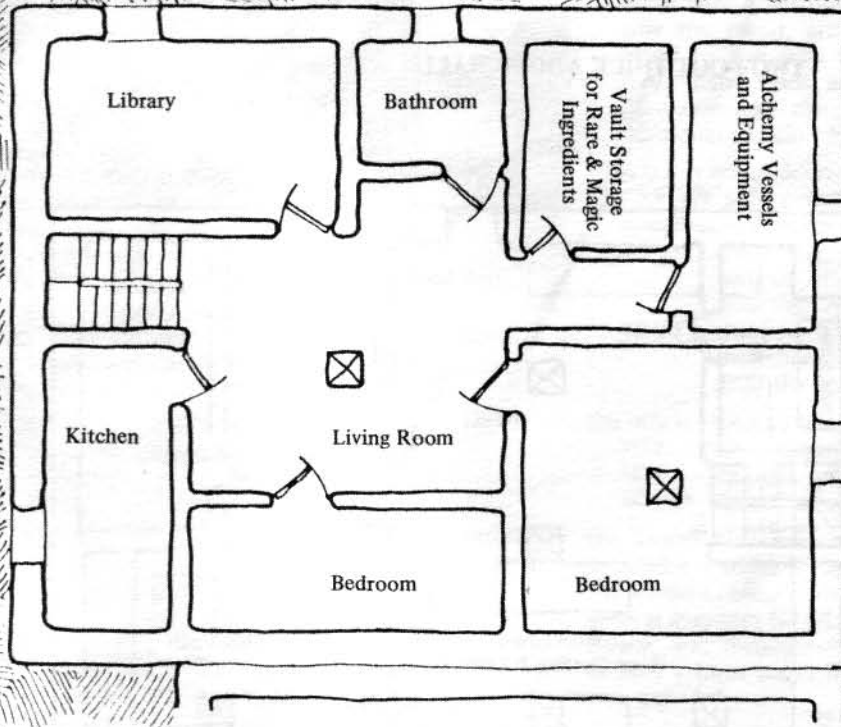 Library
Bathroom
Vault Storage
for Rare & Magic
Ingredients
Alchemy Vessels
and Equipment
Kitchen
Living Room
Bedroom
Bedroom